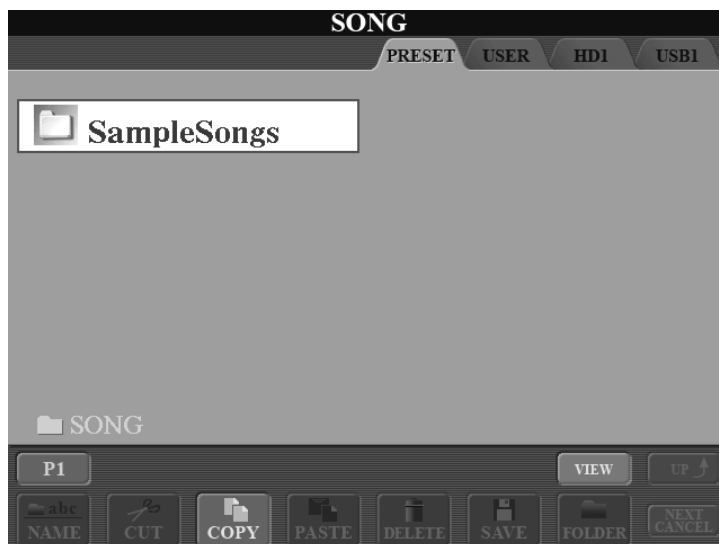 SONG
PRESET USER HD1 USB1
SampleSongs
SONG
P1 VIEW UP
abc
NAME CUT COPY PASTE DELETE SAVE FOLDER NEXT
CANCEL